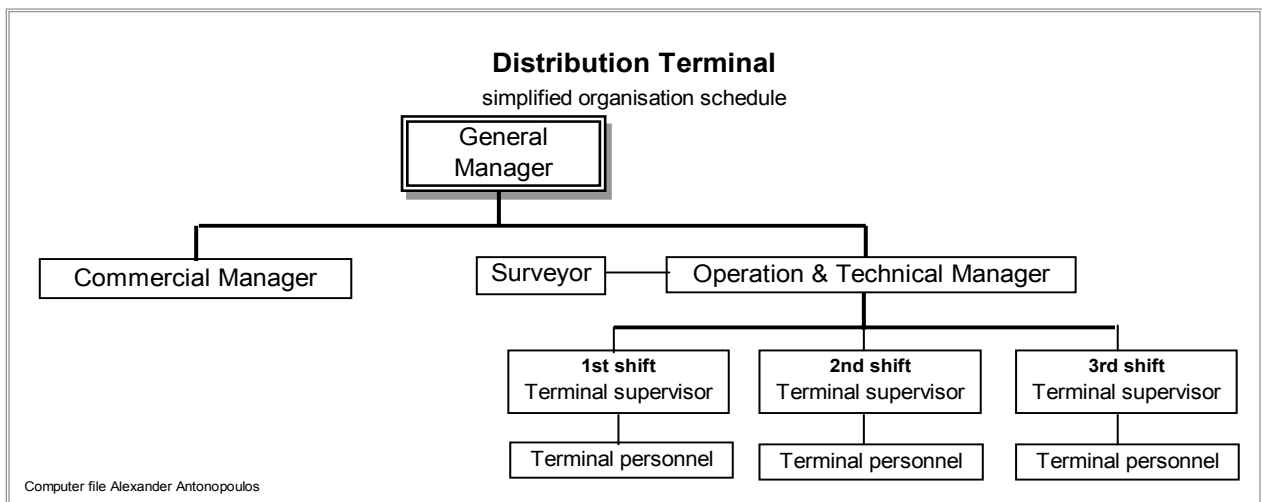 Distribution Terminal
simplified organisation schedule
General
Manager
Commercial Manager
Surveyor
Operation & Technical Manager
1st shift
Terminal supervisor
2nd shift
Terminal supervisor
3rd shift
Terminal supervisor
Terminal personnel
Terminal personnel
Terminal personnel
Computer file Alexander Antonopoulos